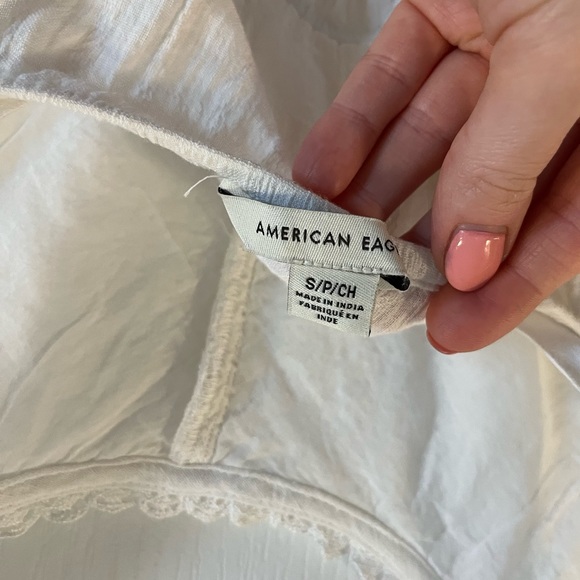 AMERICAN EAG
S/P/CH
MADE IN INDIA
FABRIQUÉ EN
INDE